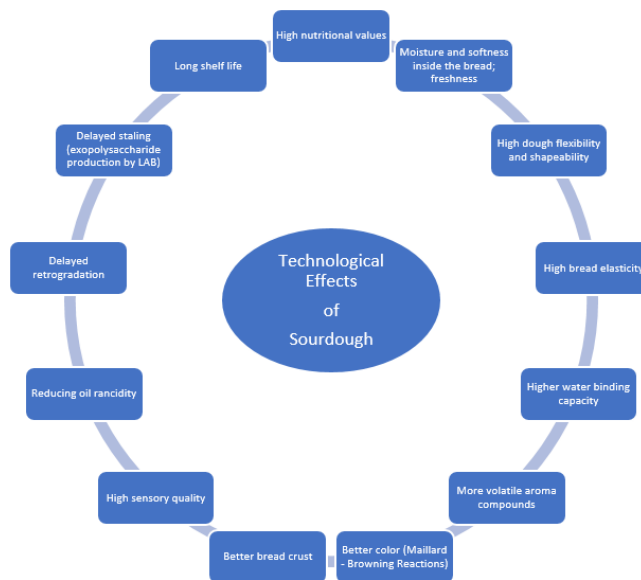 High nutritional values
Moisture and softness
inside the bread;
freshness
High dough flexibility
and shapeability
High bread elasticity
Higher water binding
capacity
More volatile aroma
compounds
Better color (Maillard
- Browning Reactions)
Better bread crust
High sensory quality
Reducing oil rancidity
Delayed
retrogradation
Delayed staling
(exopolysaccharide
production by LAB)
Long shelf life
Technological
Effects
of
Sourdough